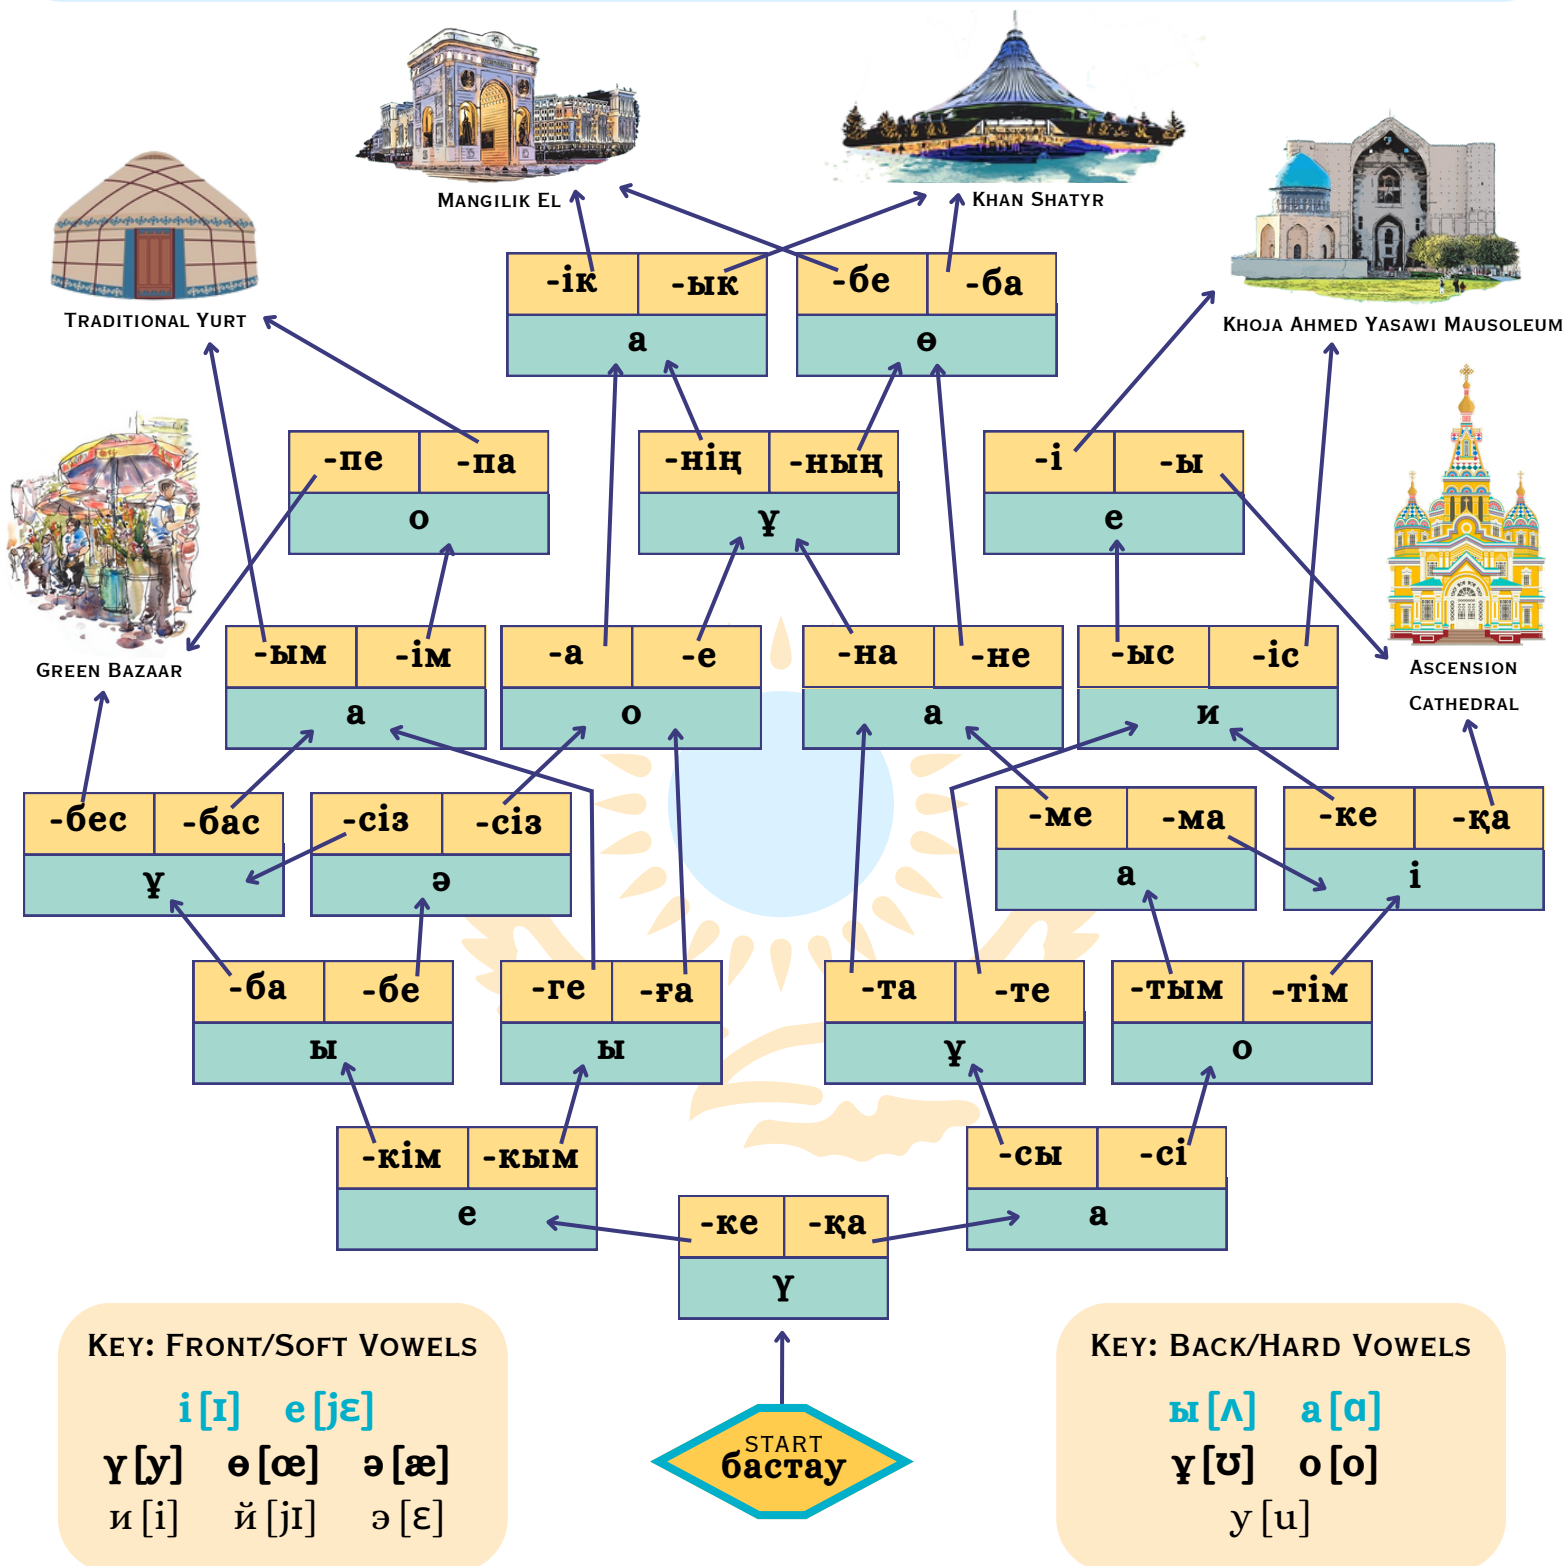 Mangilik El
Khan Shatyr
Traditional Yurt
Khoja Ahmed Yasawi Mausoleum
-ік -ык
а
-бе -ба
ө
-пе -па
о
-нің -ның
ұ
-і -ы
е
Green Bazaar
Ascension
Cathedral
-ым -ім
а
-а -е
о
-на -не
а
-ыс -іс
и
-бес -бас
ұ
-сіз -сіз
ә
-ме -ма
а
-ке -қа
і
-ба -бе
ы
-ге -ға
ы
-та -те
ұ
-тым -тім
о
-кім -кым
е
-сы -сі
а
-ке -қа
ү
Key: Front/Soft Vowels
і [ɪ] е [jɛ]
ү [y] ө [œ] ә [æ]
и [i] й [jɪ] э [ɛ]
START
бастау
Key: Back/Hard Vowels
ы [ʌ] а [ɑ]
ұ [ʊ] о [o]
у [u]